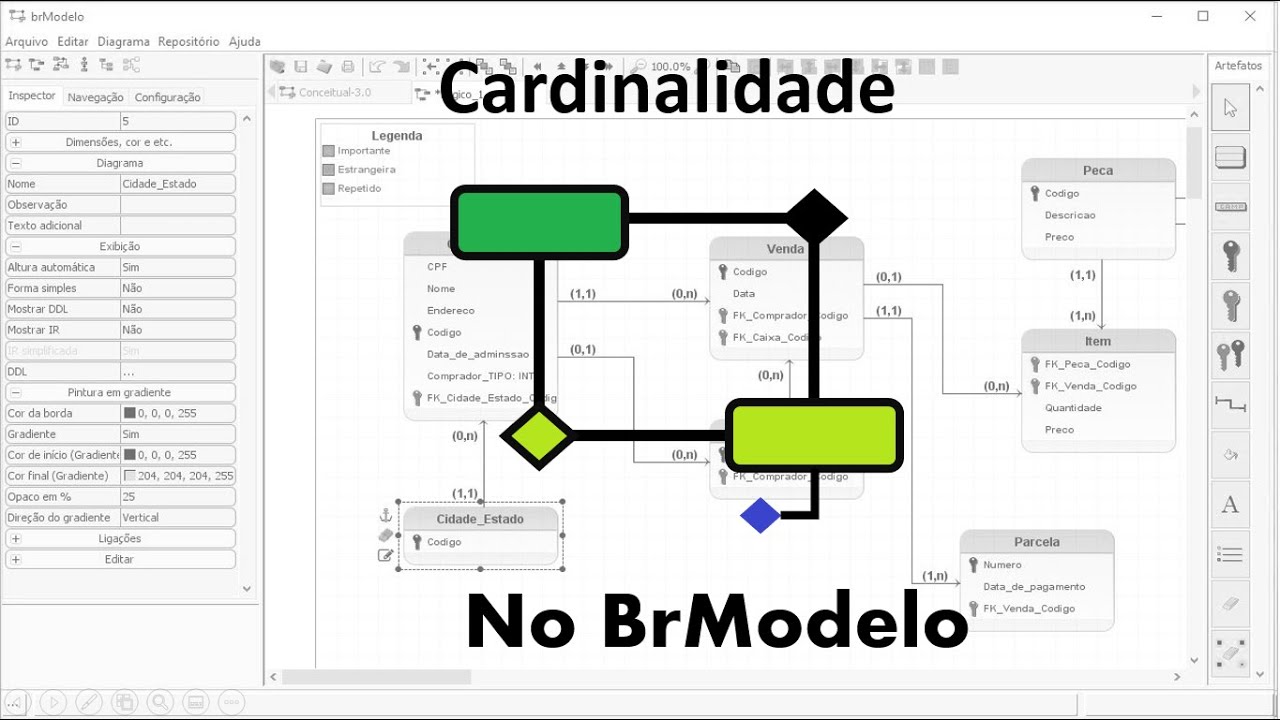 brModelo
Arquivo Editar Diagrama Repositório Ajuda
100.0%
Artefatos
Cardinalidade
Inspector Navegação Configuração
Conceitual-3.0
ID 5
Dimensões, cor e etc.
Diagrama
Nome Cidade_Estado
Observação
Texto adicional
Exibição
Altura automática Sim
Forma simples Não
Mostrar DDL Não
Mostrar IR Não
IR simplificada Sim
DDL ...
Pintura em gradiente
Cor da borda 0, 0, 0, 255
Gradiente Sim
Cor de início (Gradiente 0, 0, 0, 255
Cor final (Gradiente) 204, 204, 204, 255
Opaco em % 25
Direção do gradiente Vertical
Ligações
Editar
Legenda
Importante
Estrangeira
Repetido
CPF
Nome
Endereco
Codigo
Data_de_adminssao
Comprador_TIPO: INT
FK_Cidade_Estado_Codig
(1,1) (0,n)
(0,1)
(0,n)
(0,n)
(1,1)
Cidade_Estado
Codigo
Venda
Codigo
Data
FK_Comprador_Codigo
FK_Caixa_Codigo
(0,n)
FK_Comprador_Codigo
(0,1)
(1,1)
(0,n)
(1,n)
Peca
Codigo
Descricao
Preco
(1,1)
(1,n)
Item
FK_Peca_Codigo
FK_Venda_Codigo
Quantidade
Preco
Parcela
Numero
Data_de_pagamento
FK_Venda_Codigo
CAMP
A
No BrModelo